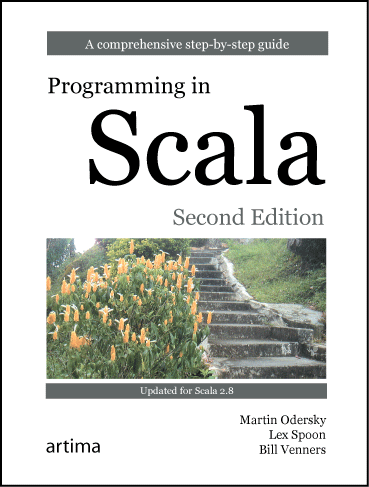 A comprehensive step-by-step guide
Programming in
Scala
Second Edition
Updated for Scala 2.8
Martin Odersky
Lex Spoon
Bill Venners
artima